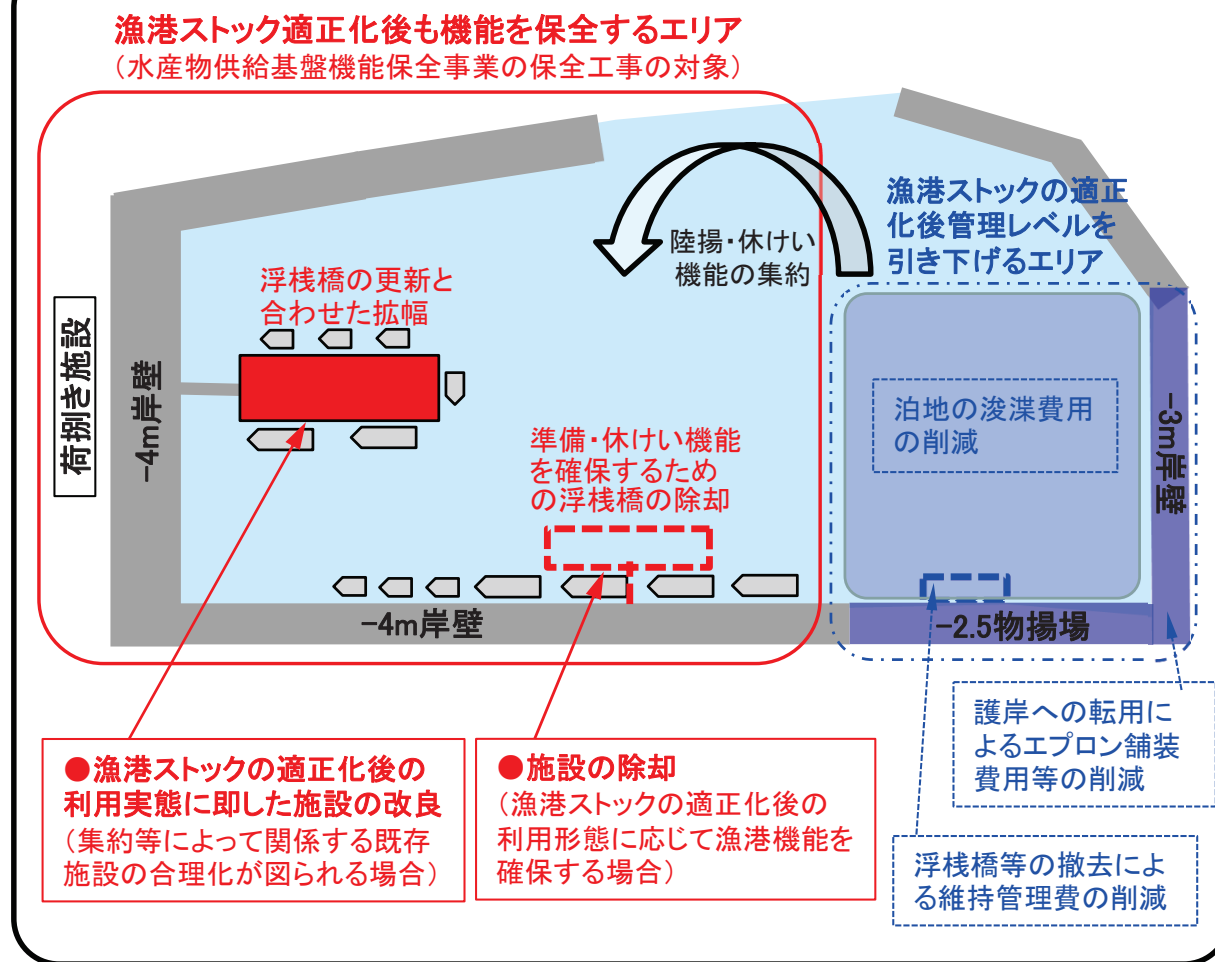 漁港ストック適正化後も機能を保全するエリア
（水産物供給基盤機能保全事業の保全工事の対象）
漁港ストックの適正
化後管理レベルを
引き下げるエリア
陸揚・休けい
機能の集約
浮桟橋の更新と
合わせた拡幅
荷捌き施設
-4m岸壁
準備・休けい機能
を確保するため
の浮桟橋の除却
泊地の浚渫費用
の削減
-3m岸壁
-4m岸壁
-2.5物揚場
●漁港ストックの適正化後の
利用実態に即した施設の改良
（集約等によって関係する既存
施設の合理化が図られる場合）
●施設の除却
（漁港ストックの適正化後の
利用形態に応じて漁港機能を
確保する場合）
護岸への転用に
よるエプロン舗装
費用等の削減
浮桟橋等の撤去によ
る維持管理費の削減